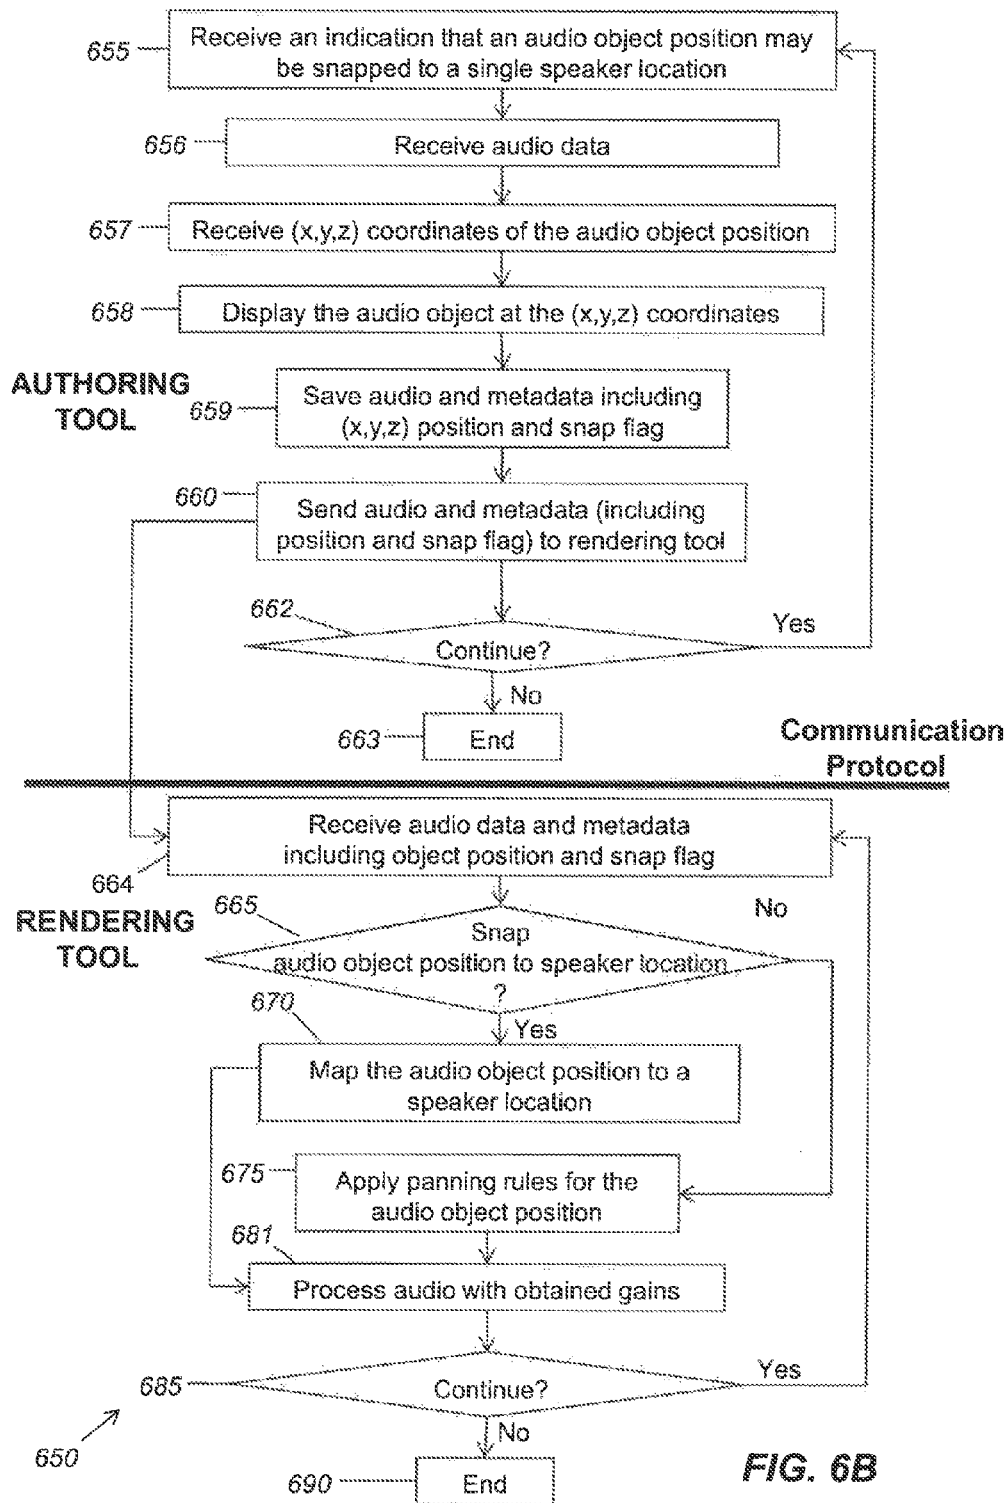 655
Receive an indication that an audio object position may
be snapped to a single speaker location
656
Receive audio data
657
Receive (x,y,z) coordinates of the audio object position
658
Display the audio object at the (x,y,z) coordinates
AUTHORING
TOOL
659
Save audio and metadata including
(x,y,z) position and snap flag
660
Send audio and metadata (including
position and snap flag) to rendering tool
662
Continue?
Yes
No
663
End
Communication
Protocol
Receive audio data and metadata
including object position and snap flag
664
RENDERING
TOOL
665
No
Snap
audio object position to speaker location
?
670
Yes
Map the audio object position to a
speaker location
675
Apply panning rules for the
audio object position
681
Process audio with obtained gains
685
Continue?
Yes
No
650
690
End
FIG. 6B